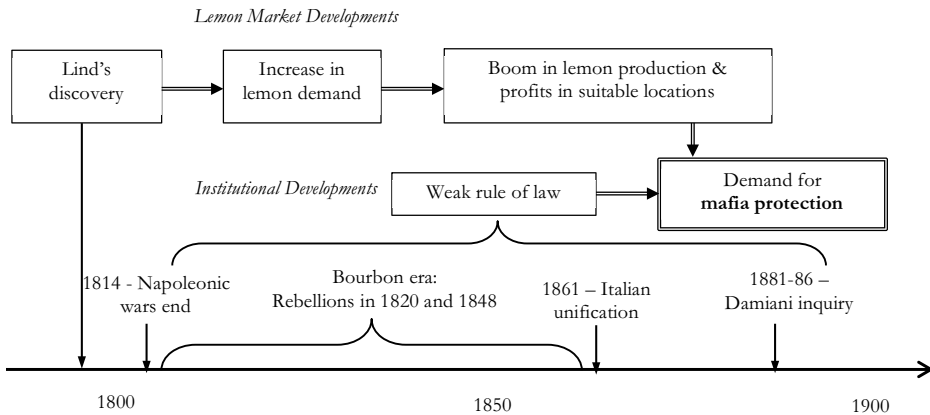 Lemon Market Developments
Lind's
discovery
Increase in
lemon demand
Boom in lemon production &
profits in suitable locations
Institutional Developments
Weak rule of law
Demand for
mafia protection
1814 - Napoleonic
wars end
Bourbon era:
Rebellions in 1820 and 1848
1861 – Italian
unification
1881-86 –
Damiani inquiry
1800
1850
1900